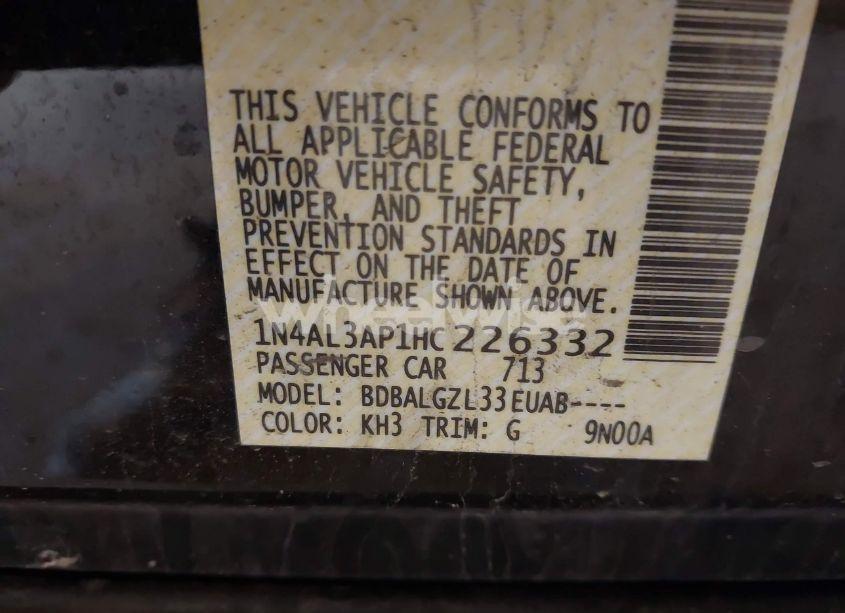 THIS VEHICLE CONFORMS TO
ALL APPLICABLE FEDERAL
MOTOR VEHICLE SAFETY,
BUMPER, AND THEFT
PREVENTION STANDARDS IN
EFFECT ON THE DATE OF
MANUFACTURE SHOWN ABOVE.
wheelwise
1N4AL3AP1HC226332
PASSENGER CAR 713
MODEL: BDBALGZL33EUAB----
COLOR: KH3 TRIM: G 9N00A